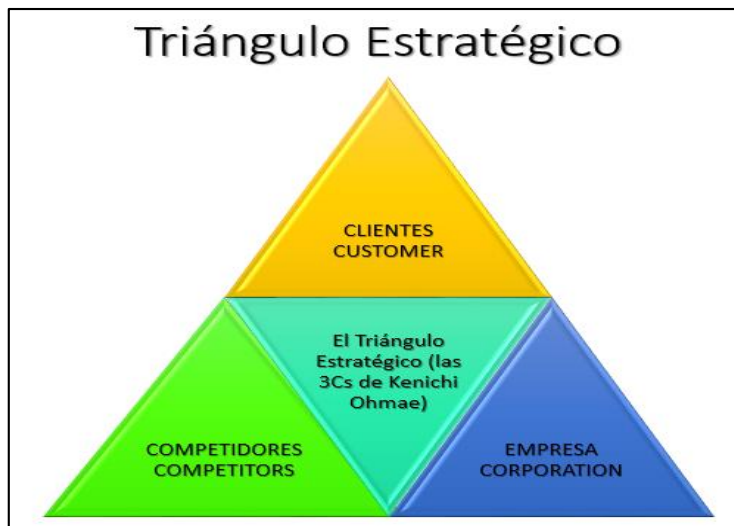 Triángulo Estratégico
CLIENTES
CUSTOMER
El Triángulo
Estratégico (las
3Cs de Kenichi
Ohmae)
COMPETIDORES
COMPETITORS
EMPRESA
CORPORATION